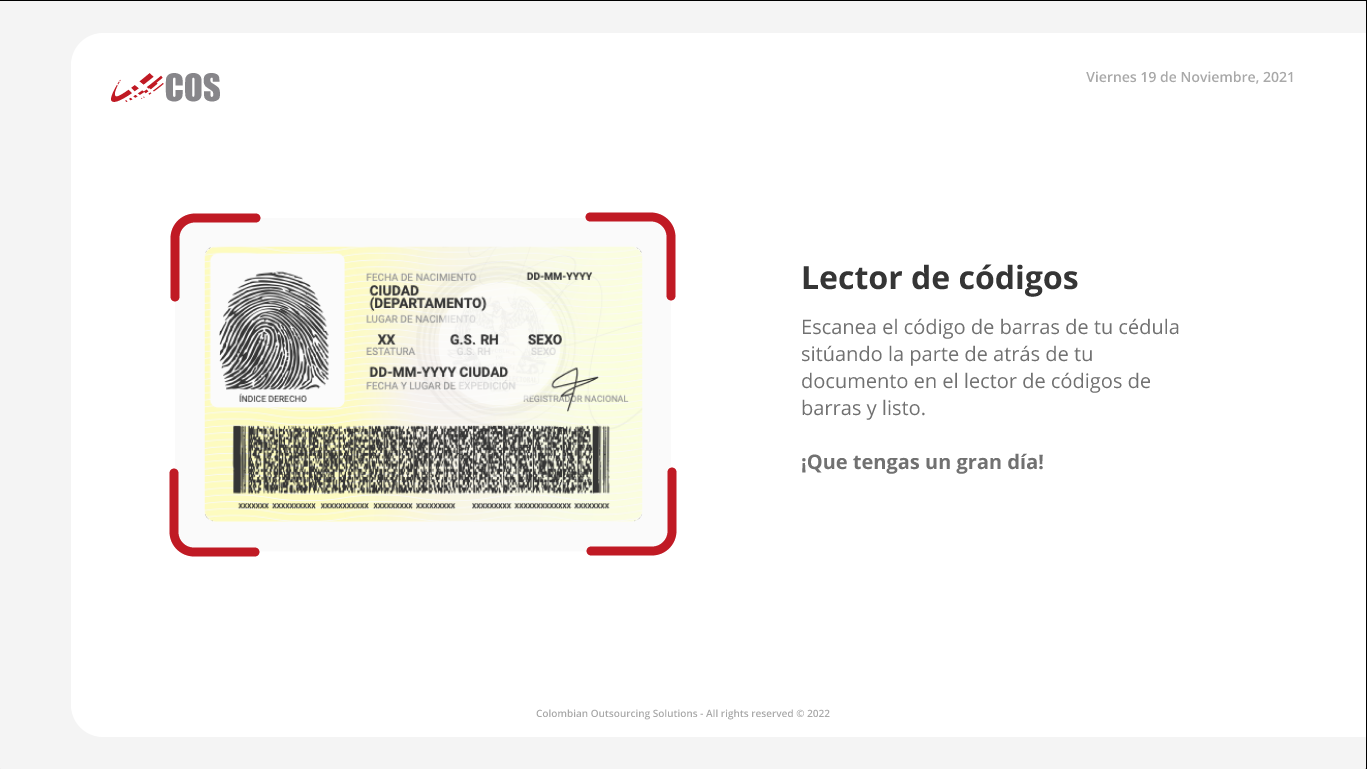 COS
Viernes 19 de Noviembre, 2021
FECHA DE NACIMIENTO DD-MM-YYYY
CIUDAD
(DEPARTAMENTO)
LUGAR DE NACIMIENTO
XX G.S. RH SEXO
ESTATURA G.S. RH SEXO
DD-MM-YYYY CIUDAD
FECHA Y LUGAR DE EXPEDICIÓN
ÍNDICE DERECHO
REGISTRADOR NACIONAL
xxxxxxx xxxxxxxxxx xxxxxxxxxxx xxxxxxxxx xxxxxxxxx xxxxxxxxx xxxxxxxxxxxxx xxxxxxxx
Lector de códigos
Escanea el código de barras de tu cédula
sitúando la parte de atrás de tu
documento en el lector de códigos de
barras y listo.
¡Que tengas un gran día!
Colombian Outsourcing Solutions - All rights reserved © 2022